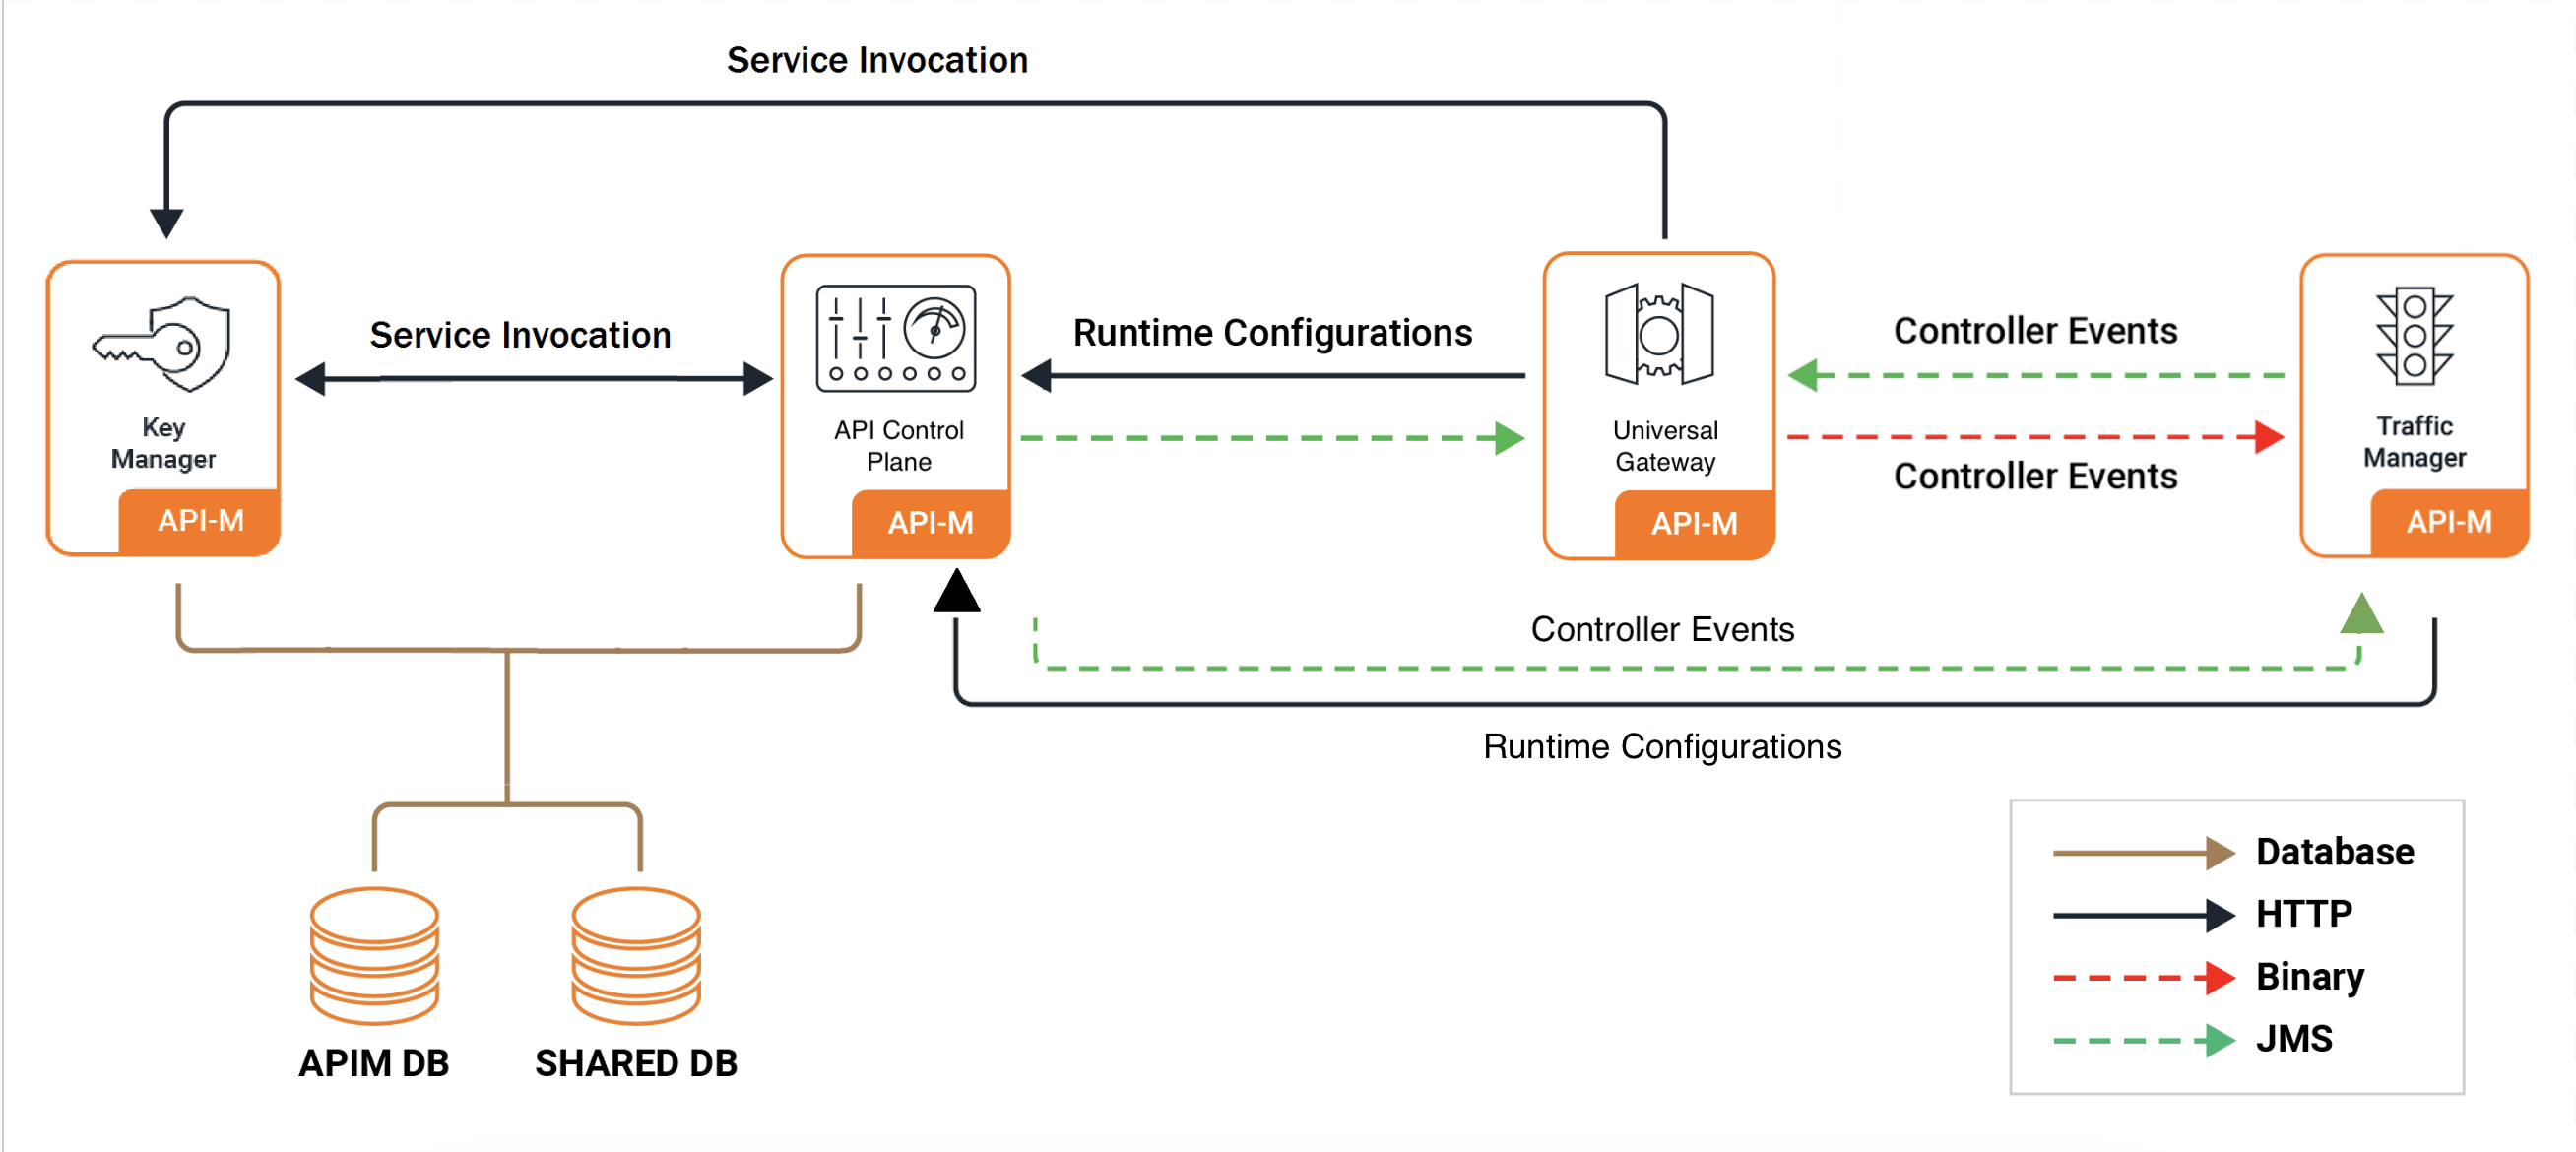 Service Invocation
Service Invocation
Runtime Configurations
Controller Events
Key
Manager
API-M
API Control
Plane
API-M
Universal
Gateway
API-M
Controller Events
Traffic
Manager
API-M
Controller Events
Runtime Configurations
Database
HTTP
Binary
JMS
APIM DB
SHARED DB